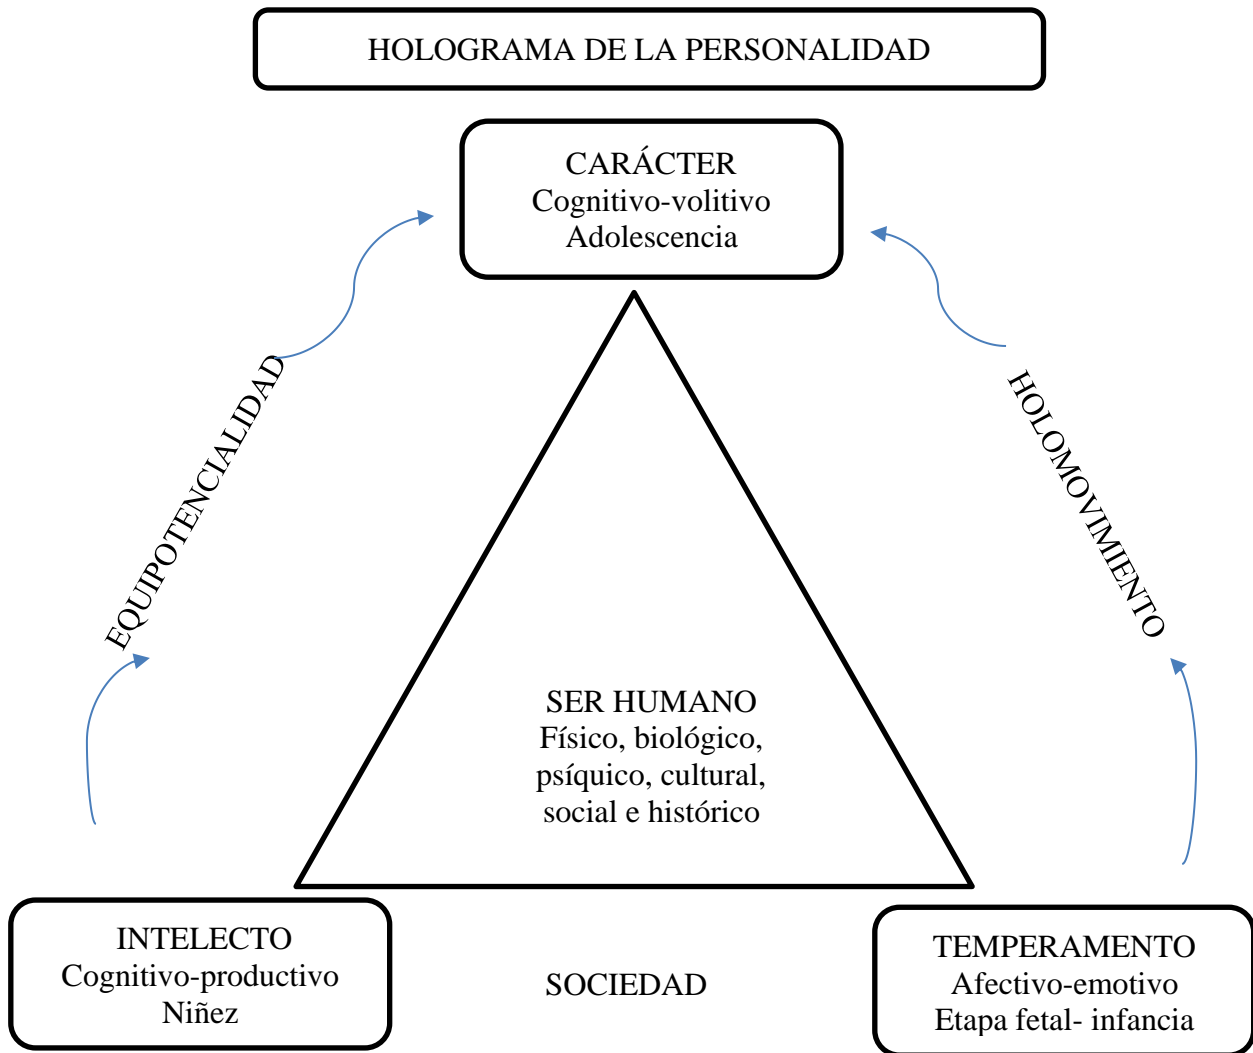 HOLOGRAMA DE LA PERSONALIDAD
CARÁCTER
Cognitivo-volitivo
Adolescencia
EQUIPOTENCIALIDAD
HOLOMOVIMIENTO
SER HUMANO
Físico, biológico,
psíquico, cultural,
social e histórico
INTELECTO
Cognitivo-productivo
Niñez
SOCIEDAD
TEMPERAMENTO
Afectivo-emotivo
Etapa fetal- infancia